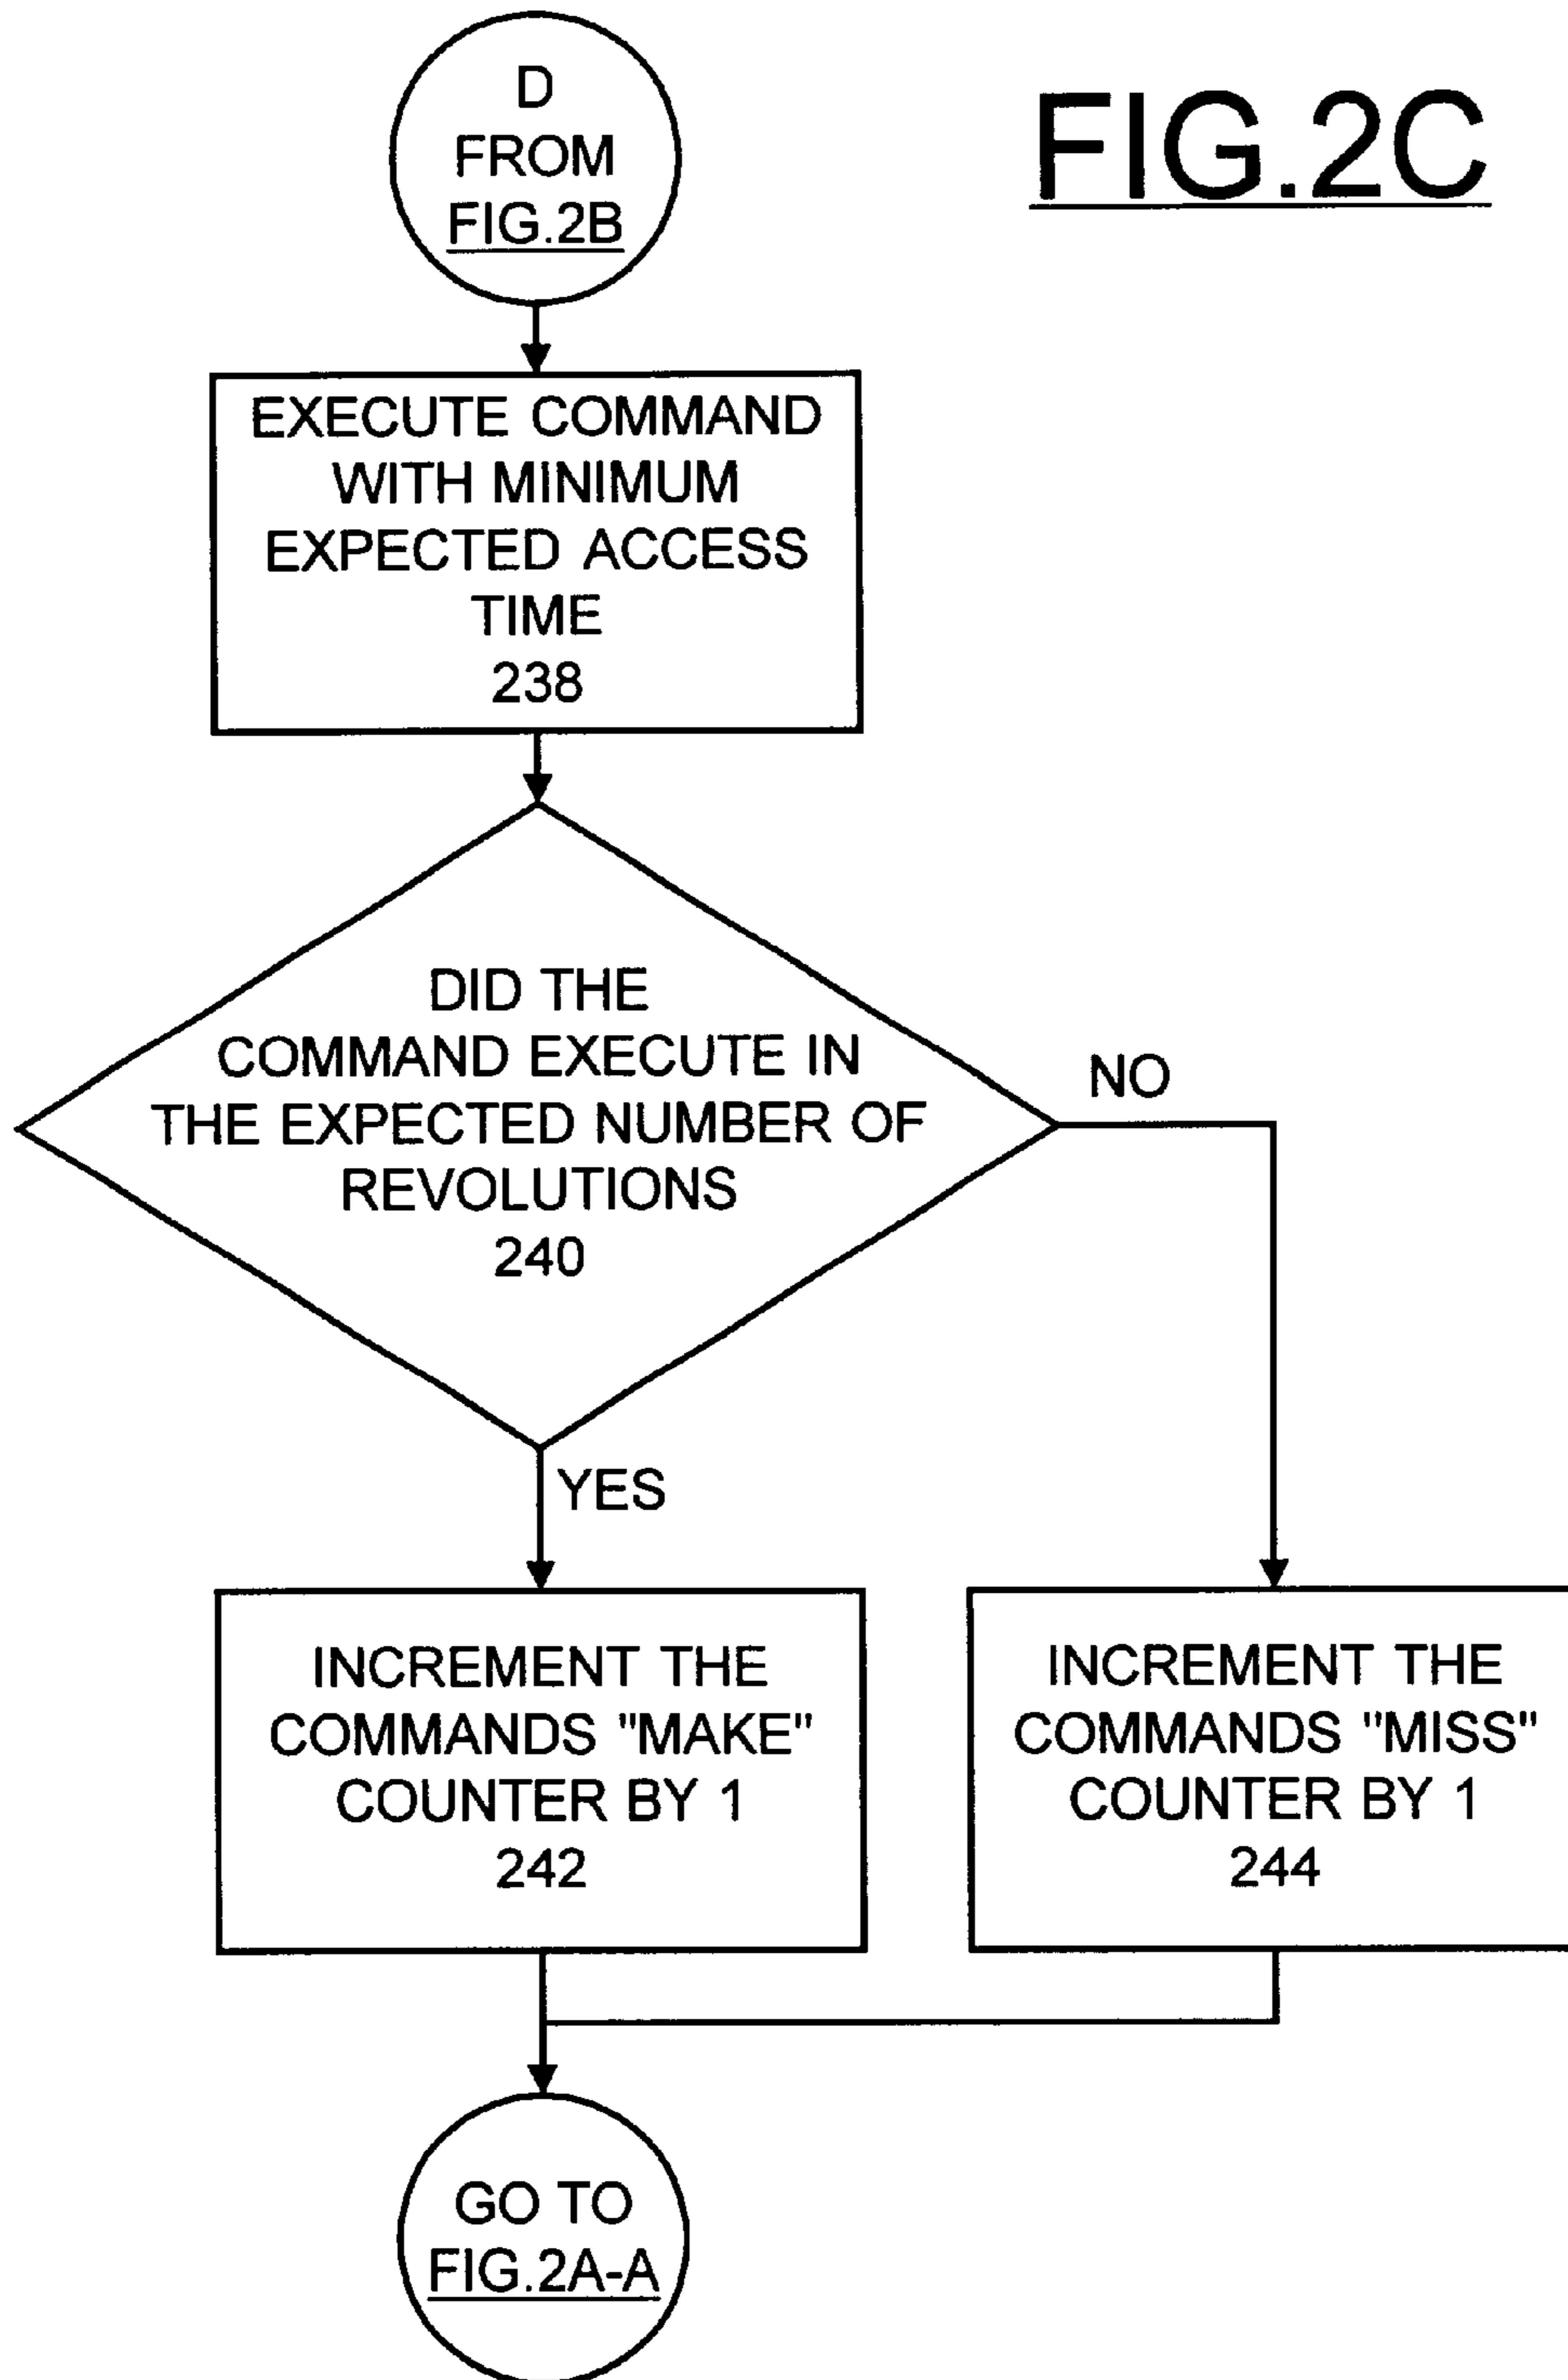 D
FROM
FIG.2B
FIG.2C
EXECUTE COMMAND
WITH MINIMUM
EXPECTED ACCESS
TIME
238
DID THE
COMMAND EXECUTE IN
THE EXPECTED NUMBER OF
REVOLUTIONS
240
NO
YES
INCREMENT THE
COMMANDS "MAKE"
COUNTER BY 1
242
INCREMENT THE
COMMANDS "MISS"
COUNTER BY 1
244
GO TO
FIG.2A-A